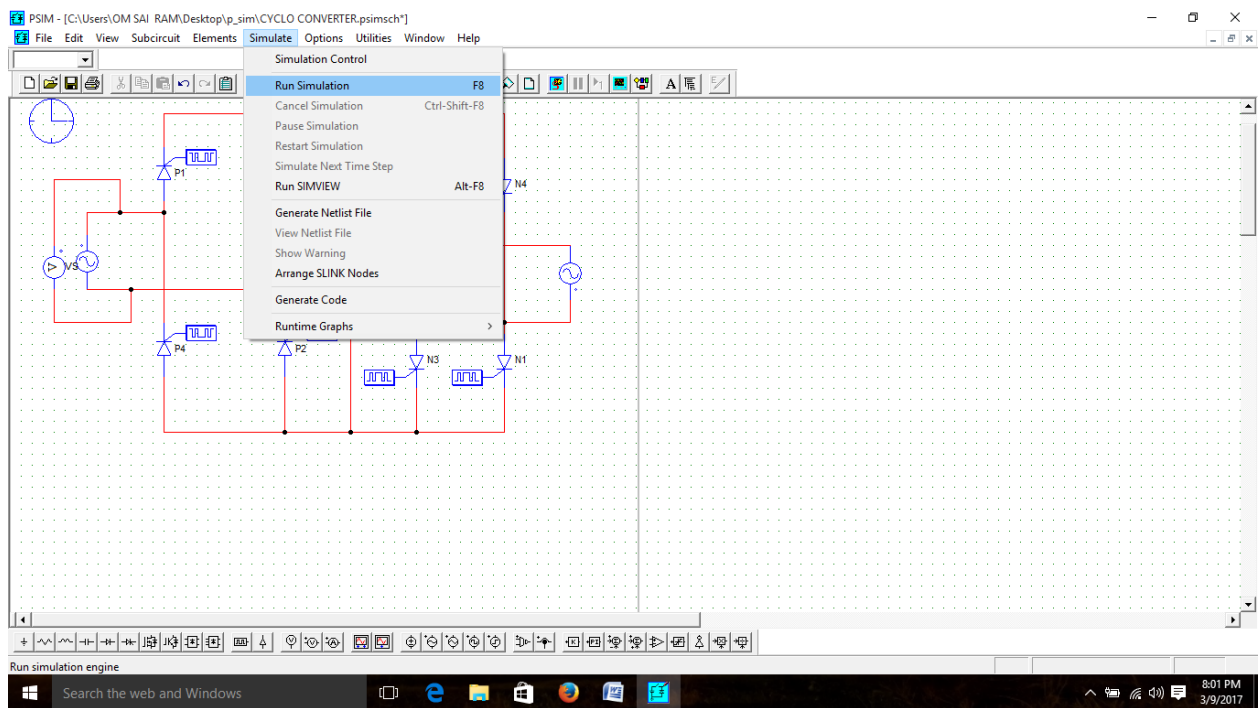 PSIM - [C:\Users\OM SAI RAM\Desktop\p_sim\CYCLO CONVERTER.psimsch*]
File Edit View Subcircuit Elements Simulate Options Utilities Window Help
Simulation Control
Run Simulation F8
Cancel Simulation Ctrl-Shift-F8
Pause Simulation
Restart Simulation
Simulate Next Time Step
Run SIMVIEW Alt-F8
Generate Netlist File
View Netlist File
Show Warning
Arrange SLINK Nodes
Generate Code
Runtime Graphs
A
P1
N4
V
VS
P4
P2
N3
N1
JK
K
Run simulation engine
Search the web and Windows
8:01 PM
3/9/2017